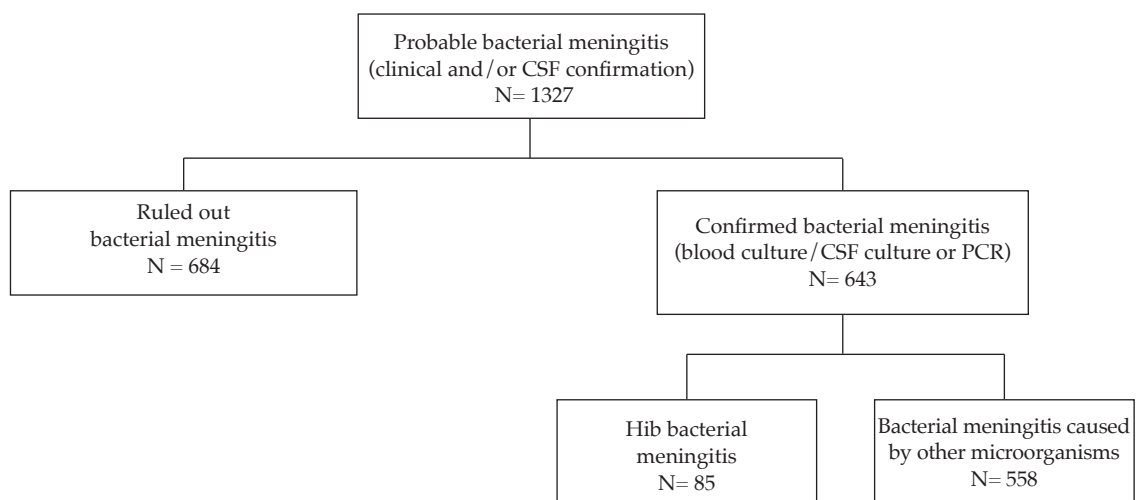 Probable bacterial meningitis
(clinical and/or CSF confirmation)
N= 1327
Ruled out
bacterial meningitis
N = 684
Confirmed bacterial meningitis
(blood culture/CSF culture or PCR)
N= 643
Hib bacterial
meningitis
N= 85
Bacterial meningitis caused
by other microorganisms
N= 558